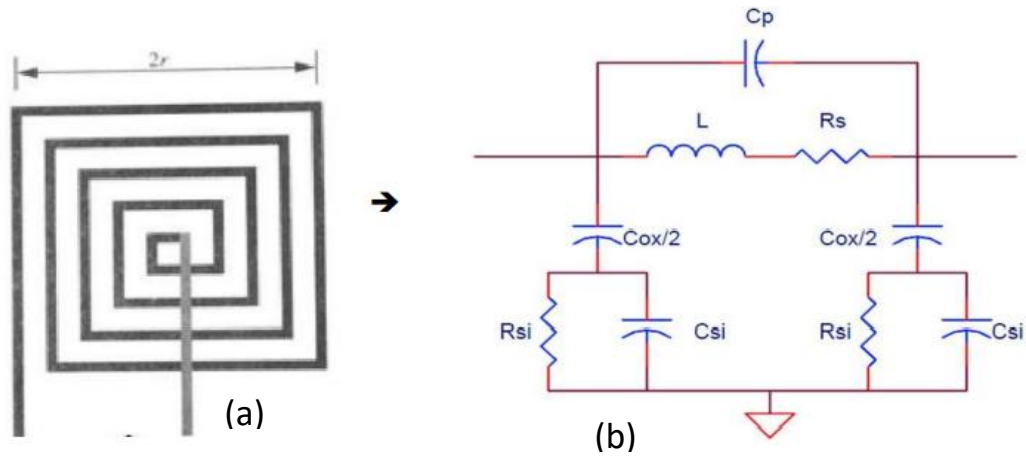 2r
(a)
➔
Cp
L
Rs
Cox/2
Cox/2
Rsi
Csi
Rsi
Csi
(b)